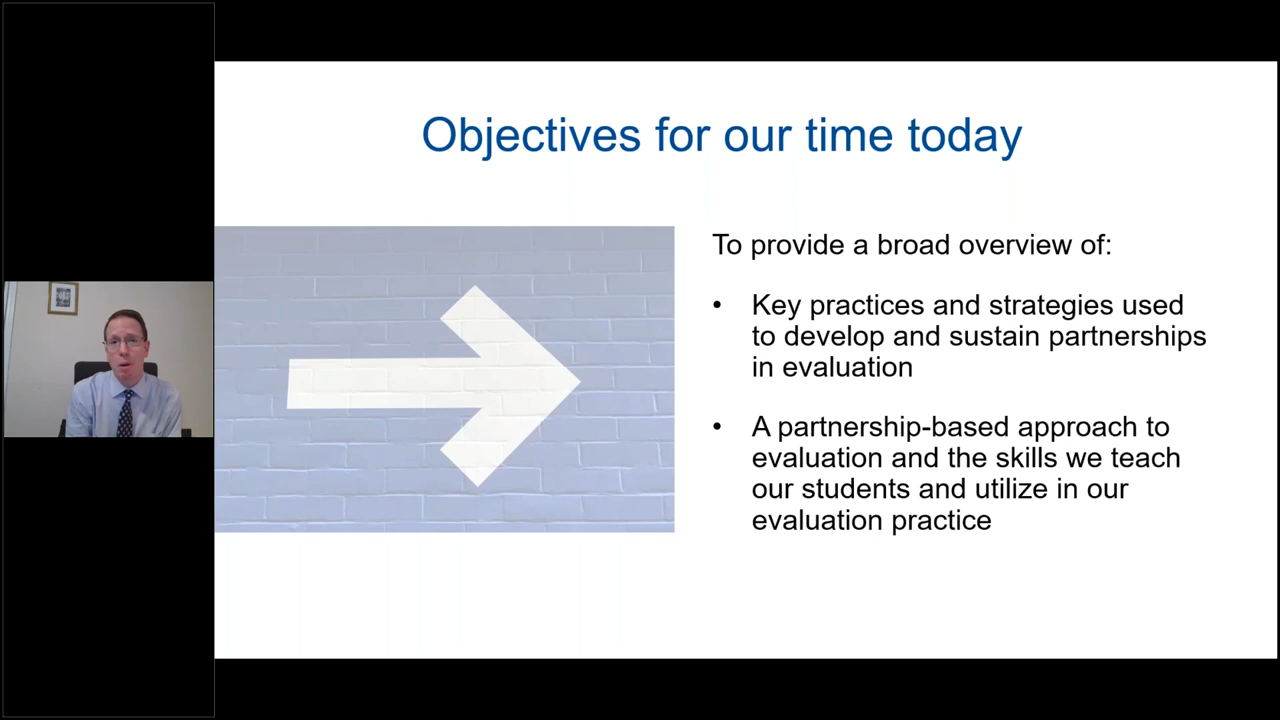 Objectives for our time today
To provide a broad overview of:
• Key practices and strategies used
to develop and sustain partnerships
in evaluation
• A partnership-based approach to
evaluation and the skills we teach
our students and utilize in our
evaluation practice